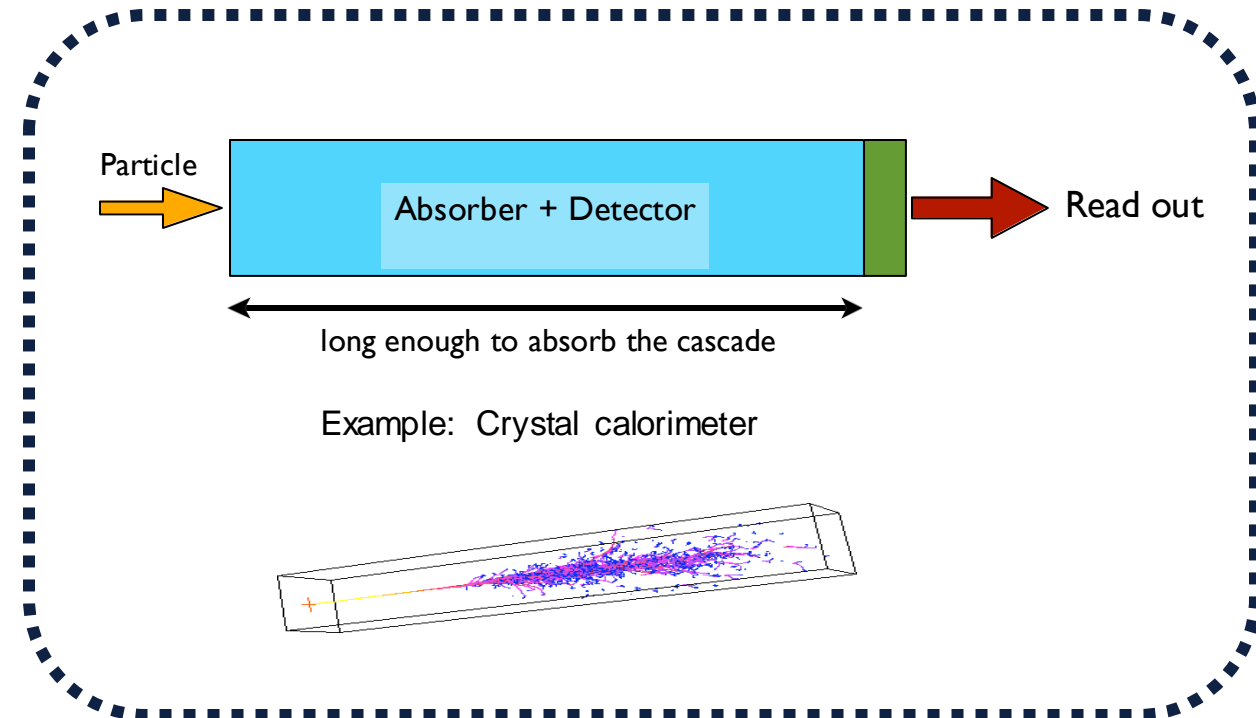 Particle
Absorber + Detector
Read out
long enough to absorb the cascade
Example: Crystal calorimeter